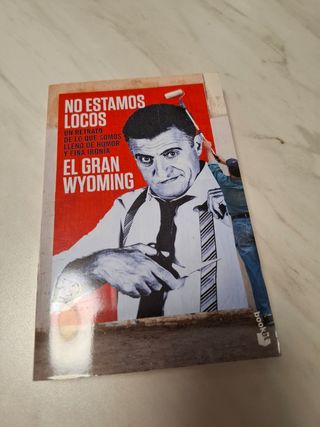 NO ESTAMOS
LOCOS
UN RETRATO
DE LO QUE SOMOS
LLENO DE HUMOR
Y FINA IRONÍA
EL GRAN
WYOMING
Booket